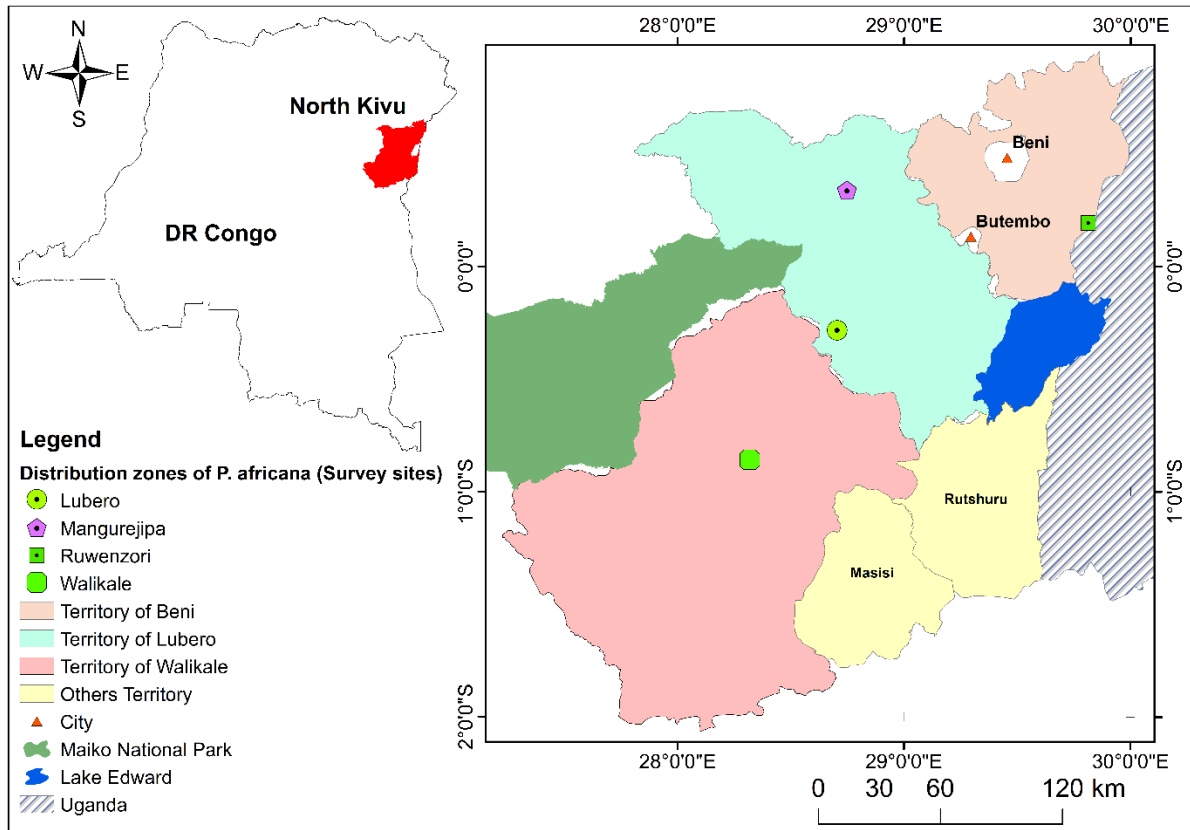 N
W E
S
North Kivu
DR Congo
Legend
Distribution zones of P. africana (Survey sites)
Lubero
Mangurejipa
Ruwenzori
Walikale
Territory of Beni
Territory of Lubero
Territory of Walikale
Others Territory
City
Maiko National Park
Lake Edward
Uganda
28°0'0"E 29°0'0"E 30°0'0"E
Beni
Butembo
Rutshuru
Masisi
0°0'0"
1°0'0"S
2°0'0"S
0°0'0"
1°0'0"S
2°0'0"S
28°0'0"E 29°0'0"E 30°0'0"E
0 30 60 120 km